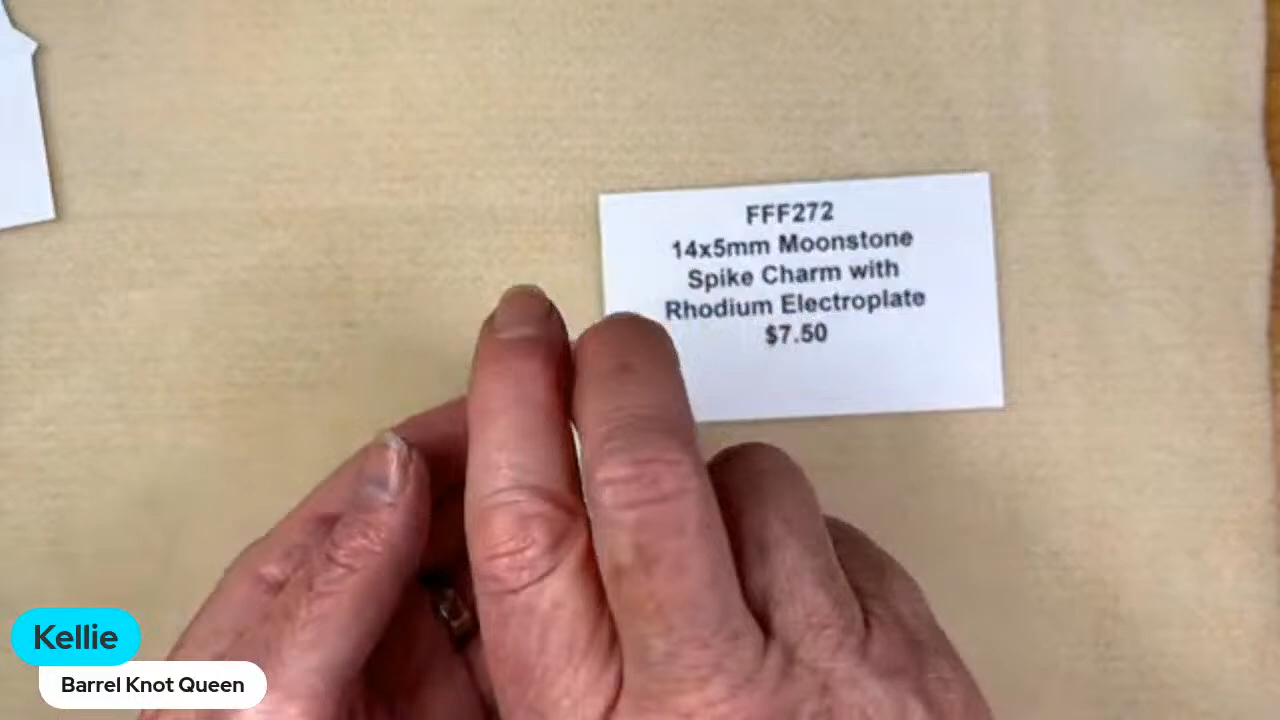 FFF272
14x5mm Moonstone
Spike Charm with
Rhodium Electroplate
$7.50
Kellie
Barrel Knot Queen